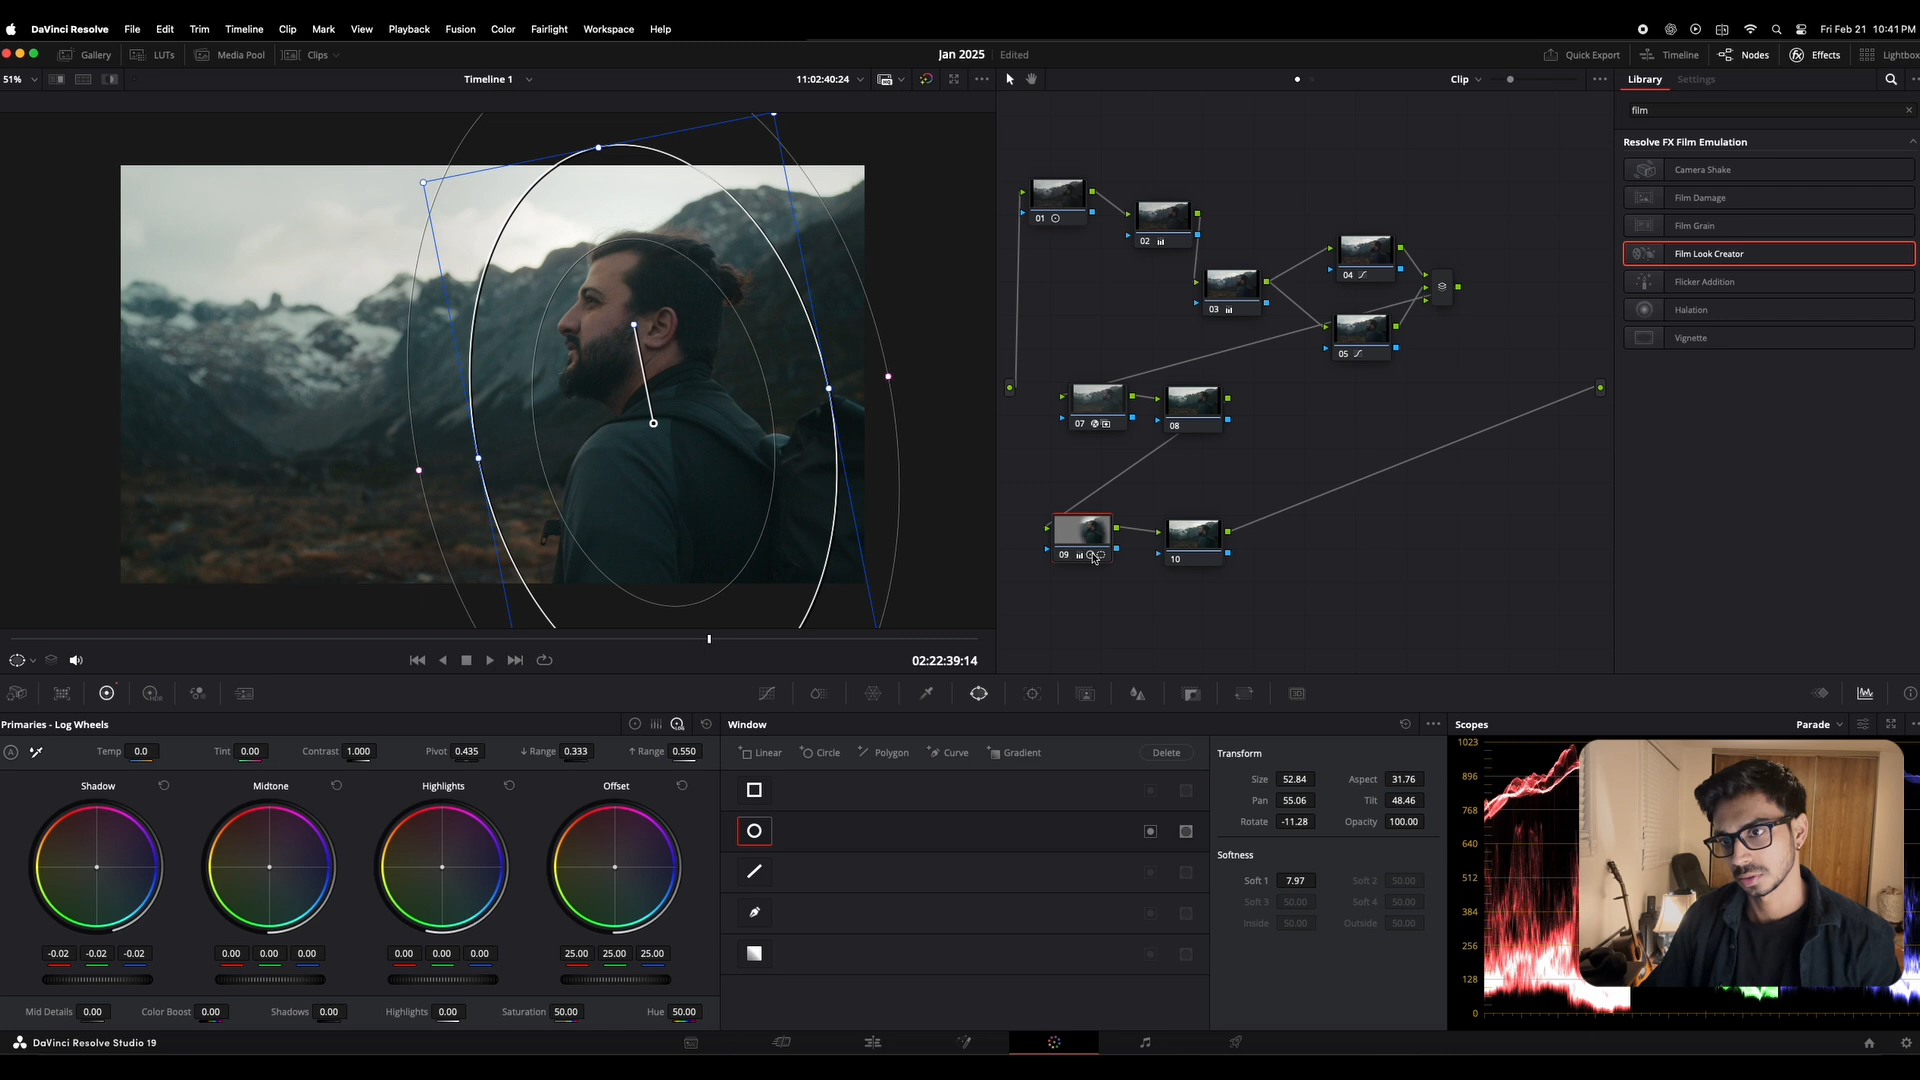 DaVinci Resolve File Edit Trim Timeline Clip Mark View Playback Fusion Color Fairlight Workspace Help Fri Feb 21 10:41 PM
Gallery LUTs Media Pool Clips Jan 2025 Edited Quick Export Timeline Nodes Effects Lightbox
51% Timeline 1 11:02:40:24 Clip Library Settings
film
Resolve FX Film Emulation
Camera Shake
Film Damage
Film Grain
Film Look Creator
Flicker Addition
Halation
Vignette
01
02
03
04
05
07
08
09
10
02:22:39:14
Primaries - Log Wheels
Temp 0.0 Tint 0.00 Contrast 1.000 Pivot 0.435 ↓ Range 0.333 ↑ Range 0.550
Shadow Midtone Highlights Offset
-0.02 -0.02 -0.02 0.00 0.00 0.00 0.00 0.00 0.00 25.00 25.00 25.00
Mid Details 0.00 Color Boost 0.00 Shadows 0.00 Highlights 0.00 Saturation 50.00 Hue 50.00
Window
Linear Circle Polygon Curve Gradient Delete
Transform
Size 52.84 Aspect 31.76
Pan 55.06 Tilt 48.46
Rotate -11.28 Opacity 100.00
Softness
Soft 1 7.97 Soft 2 50.00
Soft 3 50.00 Soft 4 50.00
Inside 50.00 Outside 50.00
Scopes Parade
1023
896
768
640
512
384
256
128
0
HDR
3D
DaVinci Resolve Studio 19